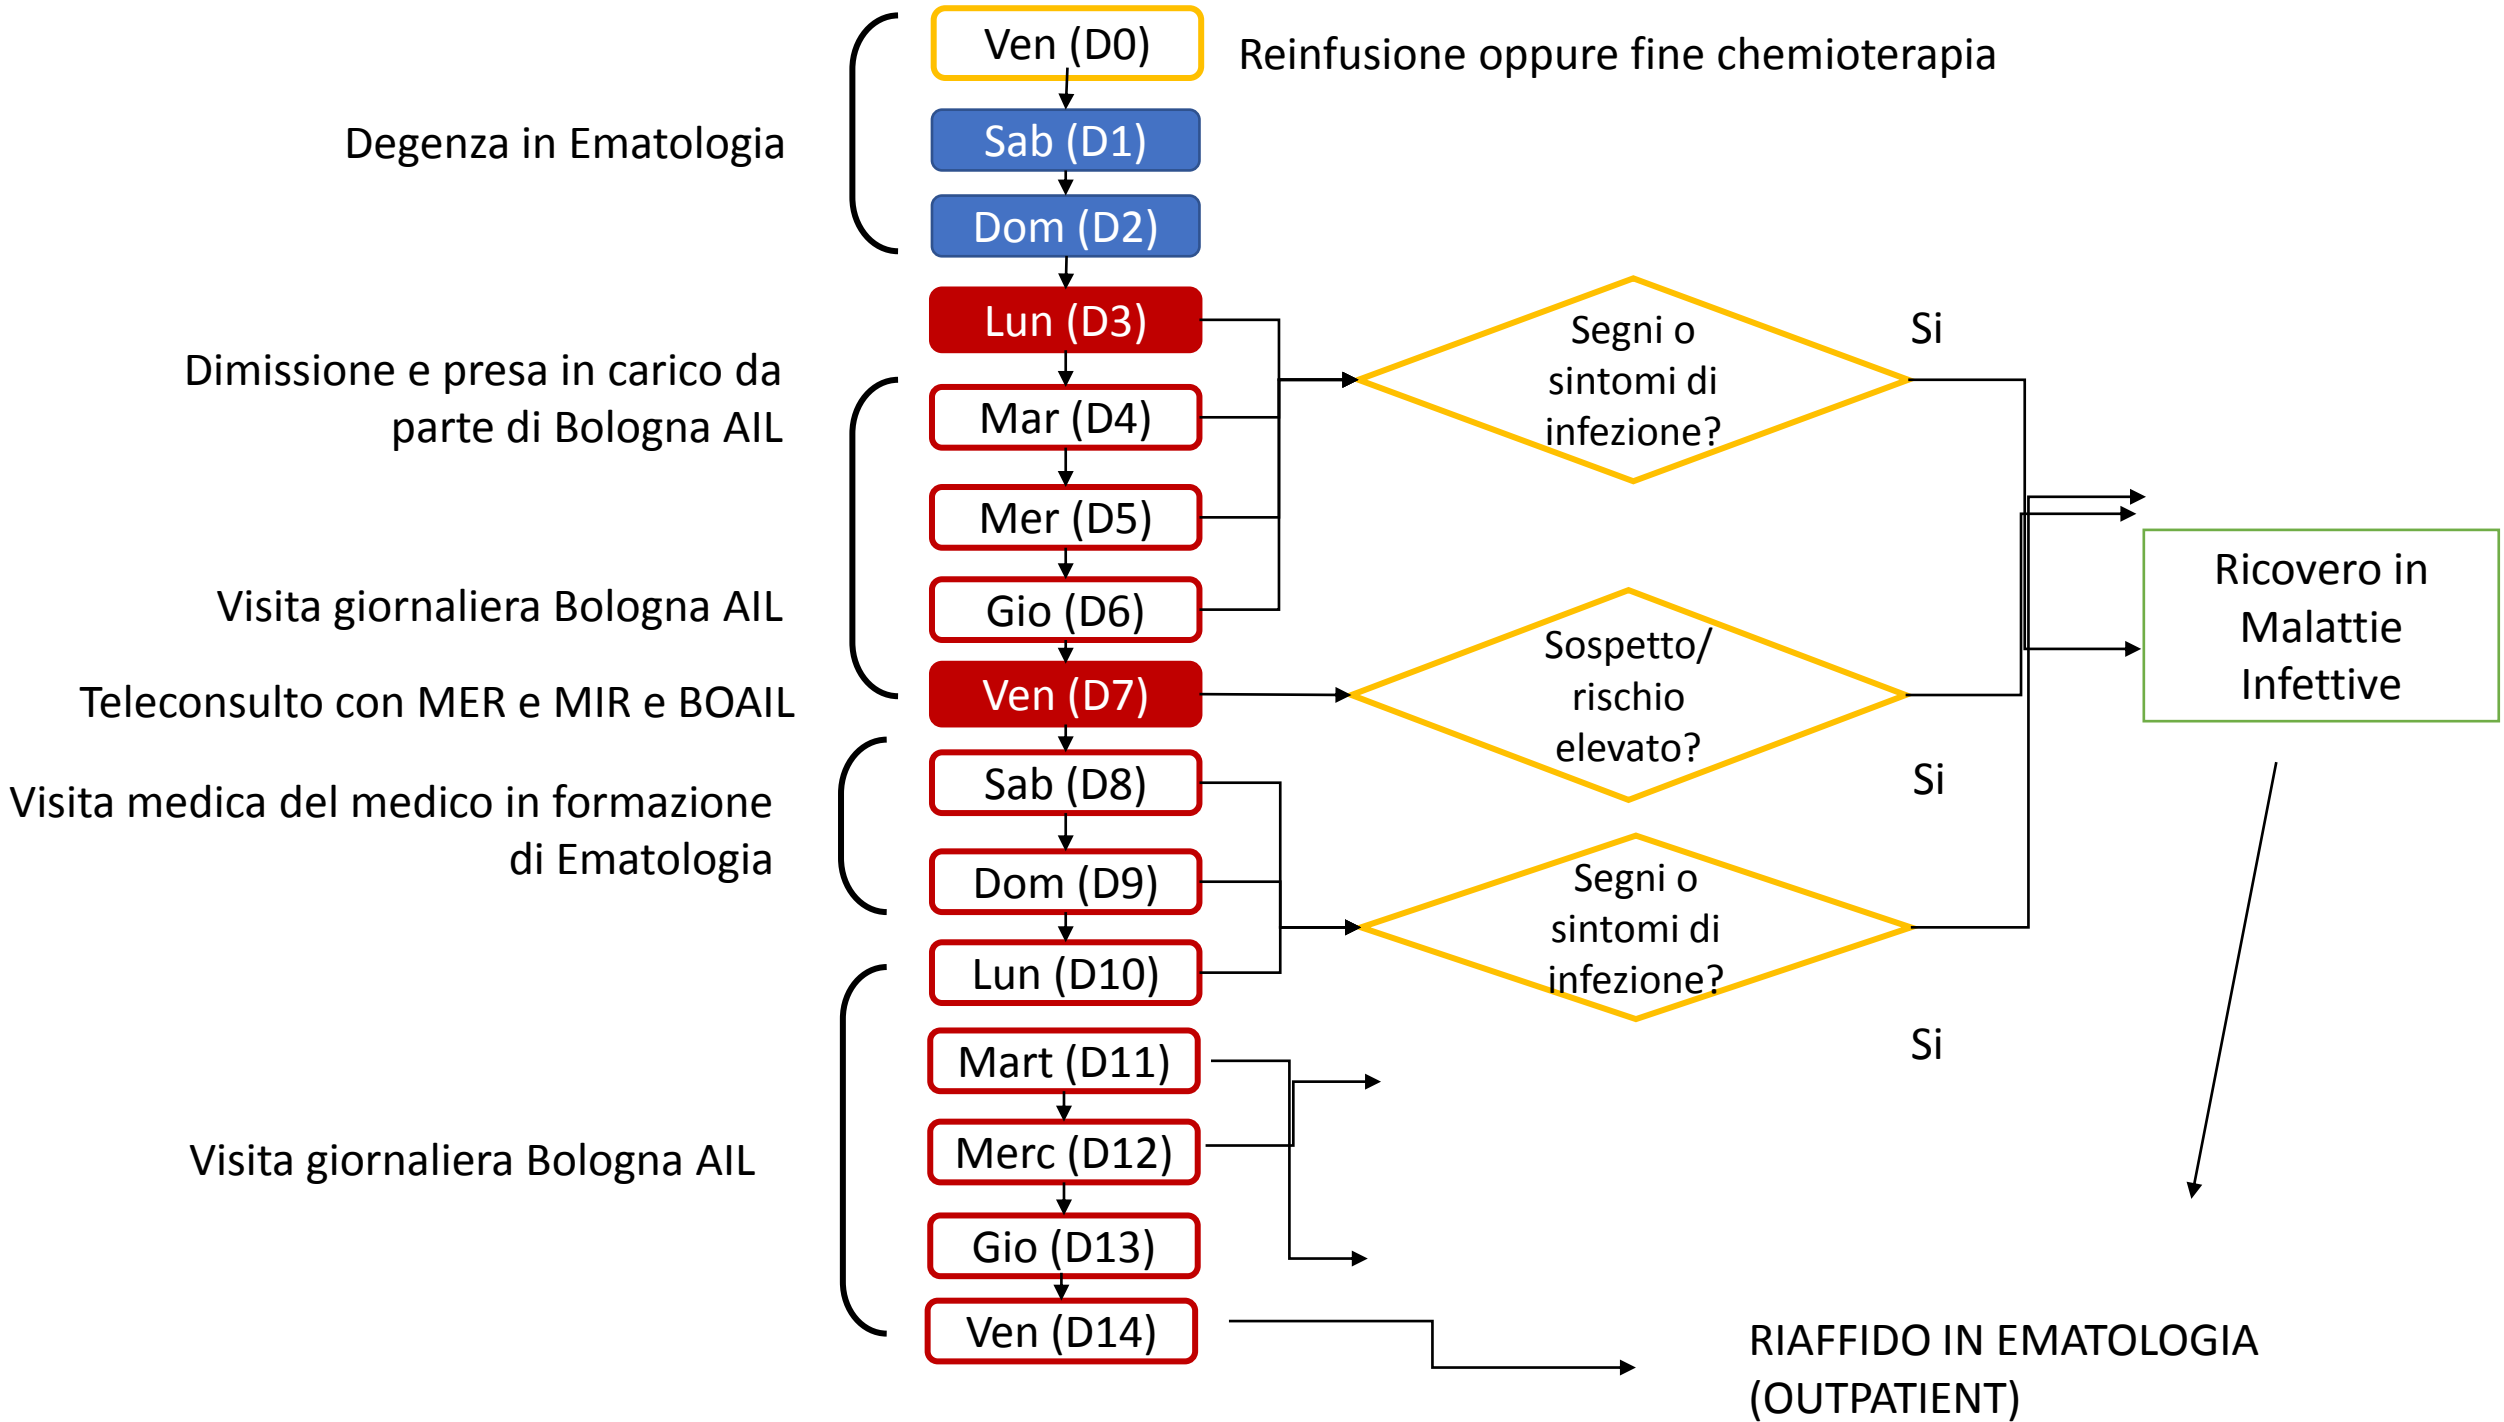 Ven (D0)
Reinfusione oppure fine chemioterapia
Degenza in Ematologia
Sab (D1)
Dom (D2)
Lun (D3)
Segni o
sintomi di
infezione?
Si
Dimissione e presa in carico da
parte di Bologna AIL
Mar (D4)
Mer (D5)
Visita giornaliera Bologna AIL
Gio (D6)
Ricovero in
Malattie
Infettive
Teleconsulto con MER e MIR e BOAIL
Ven (D7)
Sospetto/
rischio
elevato?
Si
Visita medica del medico in formazione
di Ematologia
Sab (D8)
Dom (D9)
Segni o
sintomi di
infezione?
Lun (D10)
Si
Mart (D11)
Visita giornaliera Bologna AIL
Merc (D12)
Gio (D13)
Ven (D14)
RIAFFIDO IN EMATOLOGIA
(OUTPATIENT)